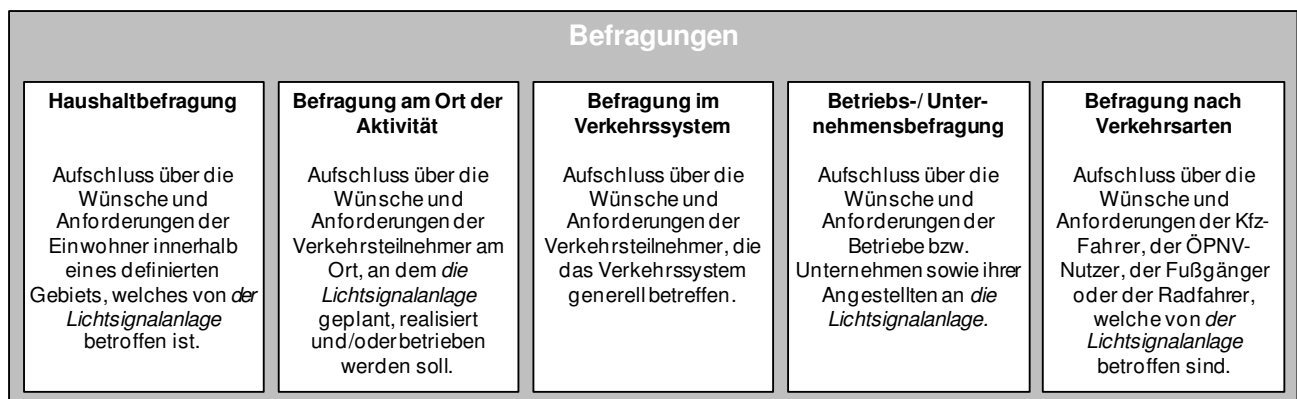 Befragungen
Haushaltbefragung
Aufschluss über die
Wünsche und
Anforderungen der
Einwohner innerhalb
eines definierten
Gebiets, welches von der
Lichtsignalanlage
betroffen ist.
Befragung am Ort der
Aktivität
Aufschluss über die
Wünsche und
Anforderungen der
Verkehrsteilnehmer am
Ort, an dem die
Lichtsignalanlage
geplant, realisiert
und/oder betrieben
werden soll.
Befragung im
Verkehrssystem
Aufschluss über die
Wünsche und
Anforderungen der
Verkehrsteilnehmer, die
das Verkehrssystem
generell betreffen.
Betriebs-/ Unter-
nehmensbefragung
Aufschluss über die
Wünsche und
Anforderungen der
Betriebe bzw.
Unternehmen sowie ihrer
Angestellten an die
Lichtsignalanlage.
Befragung nach
Verkehrsarten
Aufschluss über die
Wünsche und
Anforderungen der Kfz-
Fahrer, der ÖPNV-
Nutzer, der Fußgänger
oder der Radfahrer,
welche von der
Lichtsignalanlage
betroffen sind.